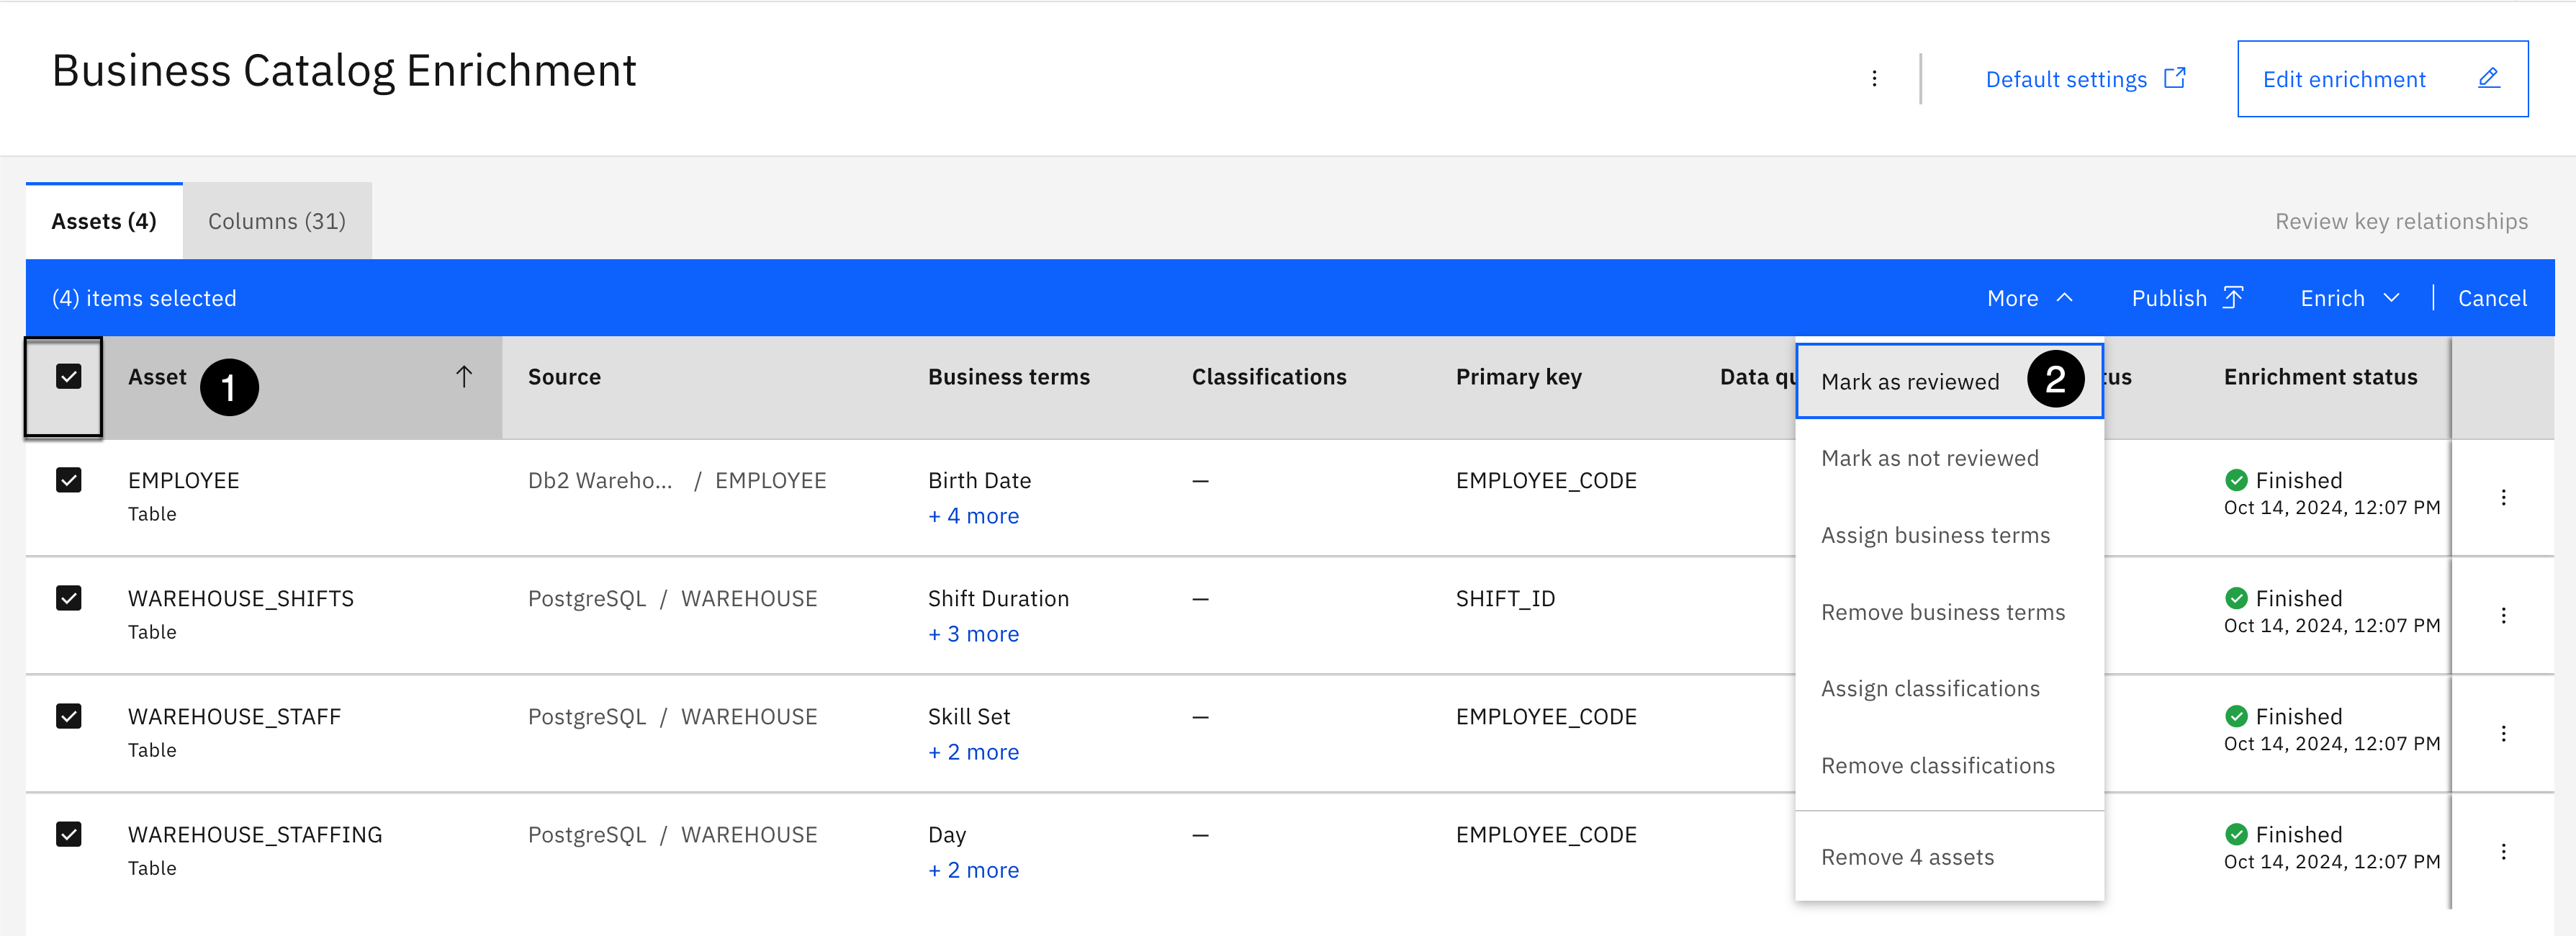 Business Catalog Enrichment
Default settings
Edit enrichment
Assets (4)
Columns (31)
Review key relationships
(4) items selected
More
Publish
Enrich
Cancel
Asset
1
Source
Business terms
Classifications
Primary key
Data qu
Mark as reviewed
2
tus
Enrichment status
EMPLOYEE
Table
Db2 Wareho... / EMPLOYEE
Birth Date
+ 4 more
—
EMPLOYEE_CODE
Finished
Oct 14, 2024, 12:07 PM
WAREHOUSE_SHIFTS
Table
PostgreSQL / WAREHOUSE
Shift Duration
+ 3 more
—
SHIFT_ID
Finished
Oct 14, 2024, 12:07 PM
WAREHOUSE_STAFF
Table
PostgreSQL / WAREHOUSE
Skill Set
+ 2 more
—
EMPLOYEE_CODE
Finished
Oct 14, 2024, 12:07 PM
WAREHOUSE_STAFFING
Table
PostgreSQL / WAREHOUSE
Day
+ 2 more
—
EMPLOYEE_CODE
Finished
Oct 14, 2024, 12:07 PM
Mark as not reviewed
Assign business terms
Remove business terms
Assign classifications
Remove classifications
Remove 4 assets